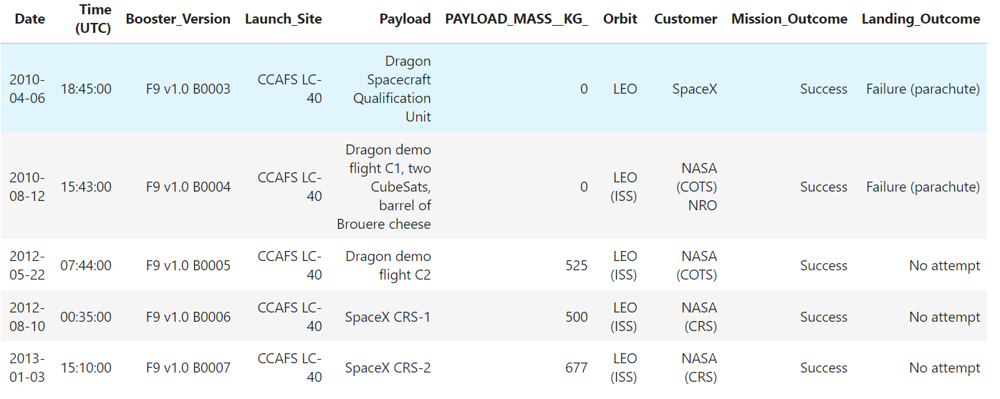 Date Time (UTC) Booster_Version Launch_Site Payload PAYLOAD_MASS__KG_ Orbit Customer Mission_Outcome Landing_Outcome
2010-04-06 18:45:00 F9 v1.0 B0003 CCAFS LC-40 Dragon Spacecraft Qualification Unit 0 LEO SpaceX Success Failure (parachute)
2010-08-12 15:43:00 F9 v1.0 B0004 CCAFS LC-40 Dragon demo flight C1, two CubeSats, barrel of Brouere cheese 0 LEO (ISS) NASA (COTS) NRO Success Failure (parachute)
2012-05-22 07:44:00 F9 v1.0 B0005 CCAFS LC-40 Dragon demo flight C2 525 LEO (ISS) NASA (COTS) Success No attempt
2012-08-10 00:35:00 F9 v1.0 B0006 CCAFS LC-40 SpaceX CRS-1 500 LEO (ISS) NASA (CRS) Success No attempt
2013-01-03 15:10:00 F9 v1.0 B0007 CCAFS LC-40 SpaceX CRS-2 677 LEO (ISS) NASA (CRS) Success No attempt